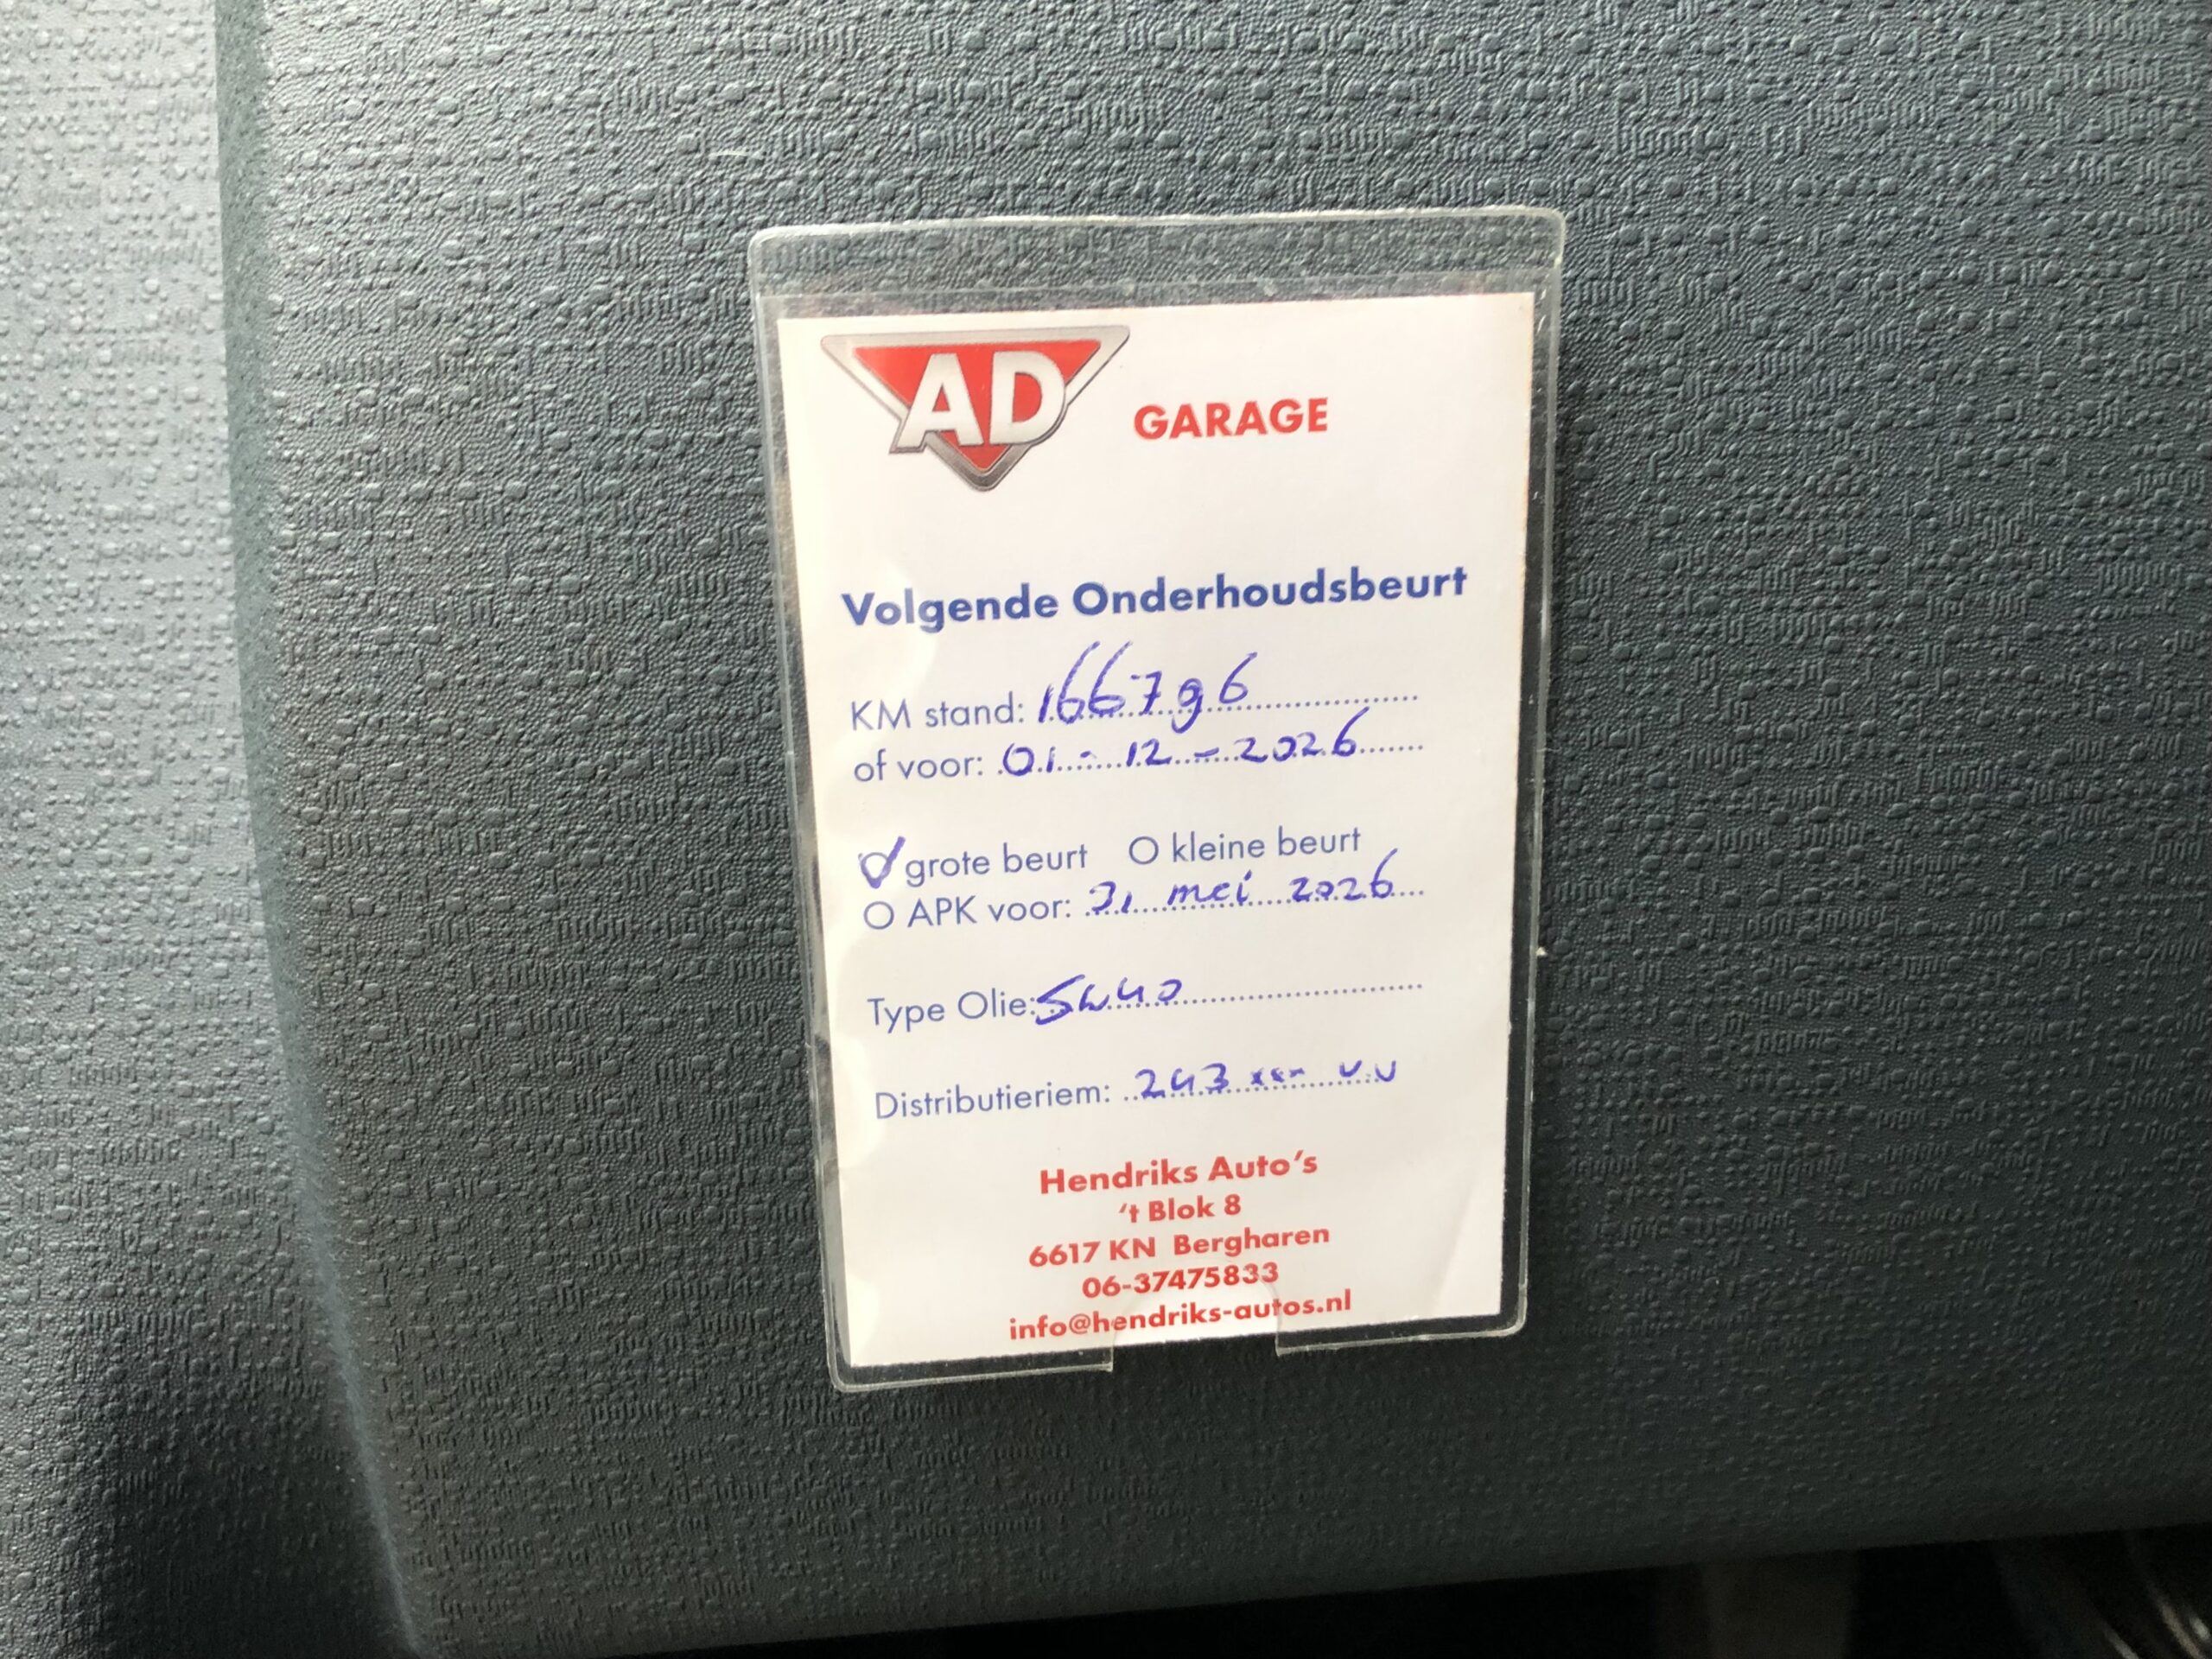 AD GARAGE
Volgende Onderhoudsbeurt
KM stand: 166796
of voor: 01-12-2026
grote beurt O kleine beurt
O APK voor: 31 mei 2026
Type Olie: 5w40
Distributieriem: 243
Hendriks Auto's
't Blok 8
6617 KN Bergharen
06-37475833
info@hendriks-autos.nl